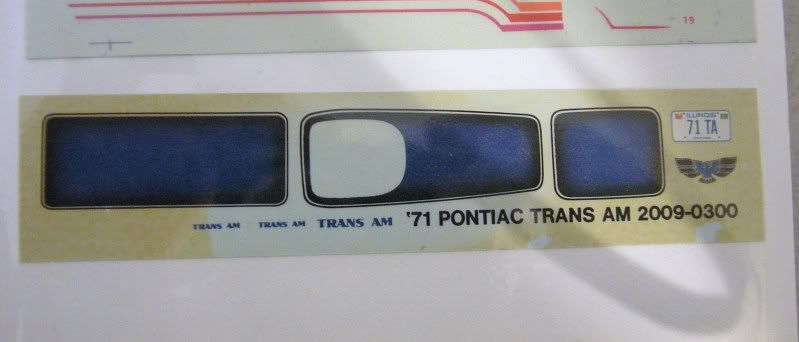 19
ILLINOIS
71 TA
TRANS AM
TRANS AM
TRANS AM
'71 PONTIAC TRANS AM 2009-0300